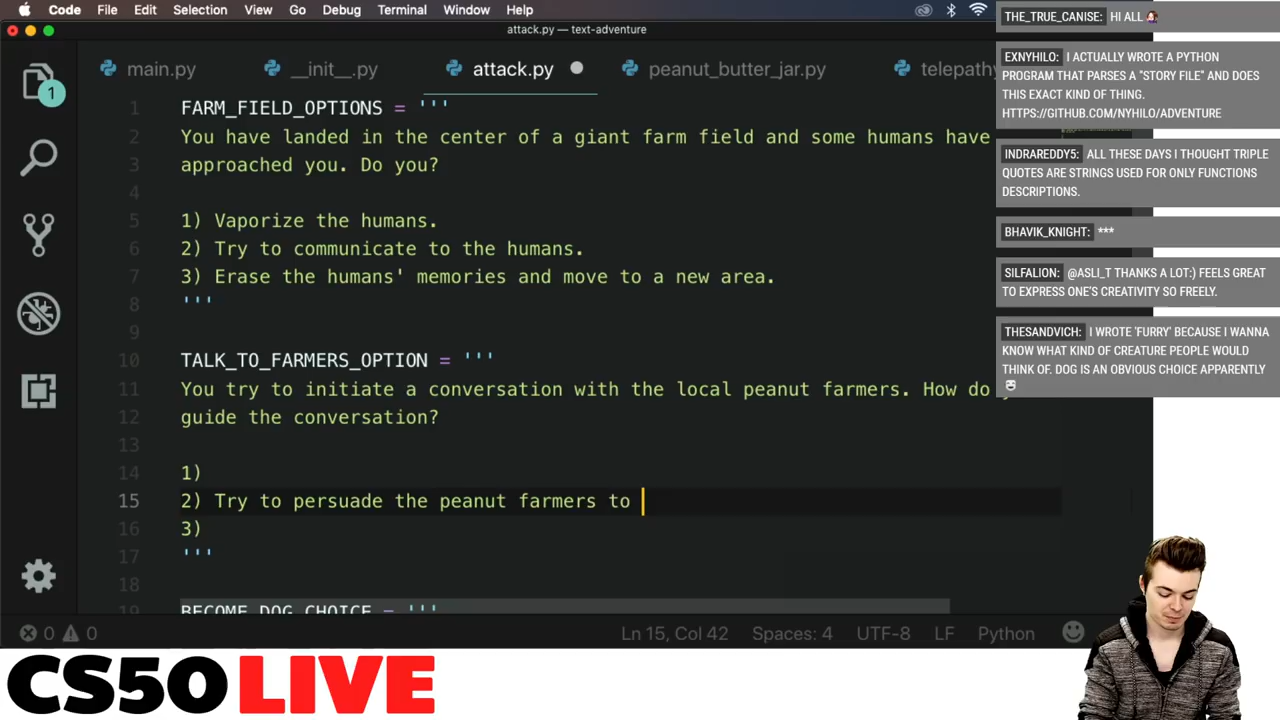 Code File Edit Selection View Go Debug Terminal Window Help
attack.py — text-adventure
main.py __init__.py attack.py peanut_butter_jar.py telepathy
1
1 FARM_FIELD_OPTIONS = '''
2 You have landed in the center of a giant farm field and some humans have
3 approached you. Do you?
4
5 1) Vaporize the humans.
6 2) Try to communicate to the humans.
7 3) Erase the humans' memories and move to a new area.
8 '''
9
10 TALK_TO_FARMERS_OPTION = '''
11 You try to initiate a conversation with the local peanut farmers. How do
12 guide the conversation?
13
14 1)
15 2) Try to persuade the peanut farmers to
16 3)
17 '''
18
19 BECOME_DOG_CHOICE = '''
0 0 Ln 15, Col 42 Spaces: 4 UTF-8 LF Python
THE_TRUE_CANISE: HI ALL
EXNYHILO: I ACTUALLY WROTE A PYTHON
PROGRAM THAT PARSES A "STORY FILE" AND DOES
THIS EXACT KIND OF THING.
HTTPS://GITHUB.COM/NYHILO/ADVENTURE
INDRAREDDY5: ALL THESE DAYS I THOUGHT TRIPLE
QUOTES ARE STRINGS USED FOR ONLY FUNCTIONS
DESCRIPTIONS.
BHAVIK_KNIGHT: ***
SILFALION: @ASLI_T THANKS A LOT:) FEELS GREAT
TO EXPRESS ONE'S CREATIVITY SO FREELY.
THESANDVICH: I WROTE 'FURRY' BECAUSE I WANNA
KNOW WHAT KIND OF CREATURE PEOPLE WOULD
THINK OF. DOG IS AN OBVIOUS CHOICE APPARENTLY
CS50 LIVE